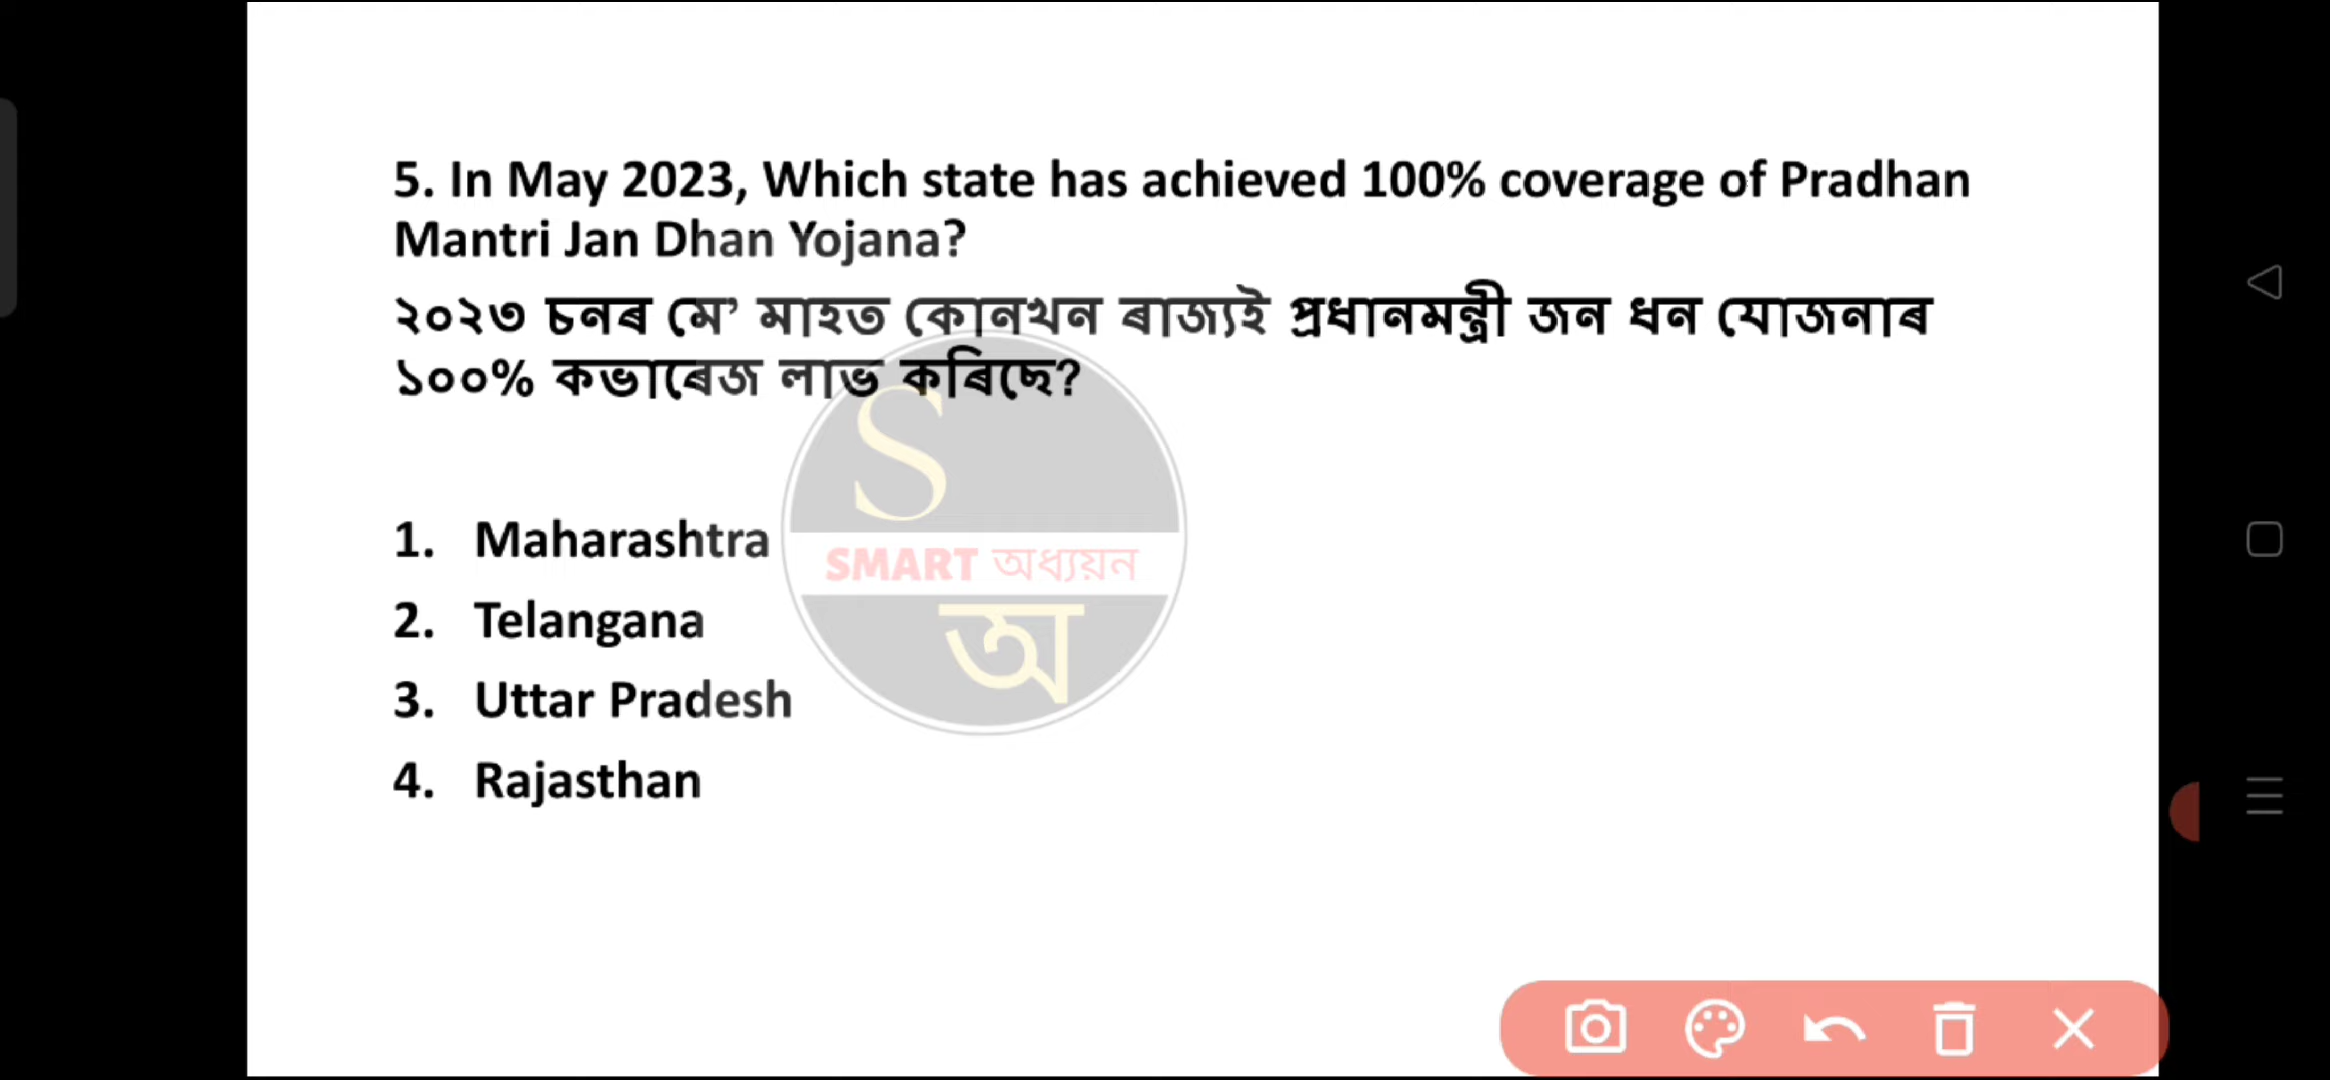 5. In May 2023, Which state has achieved 100% coverage of Pradhan
Mantri Jan Dhan Yojana?
২০২৩ চনৰ মে’ মাহত কোনখন ৰাজ্যই প্ৰধানমন্ত্ৰী জন ধন যোজনাৰ
১০০% কভাৰেজ লাভ কৰিছে?
S
1. Maharashtra
SMART অধ্যয়ন
2. Telangana
অ
3. Uttar Pradesh
4. Rajasthan